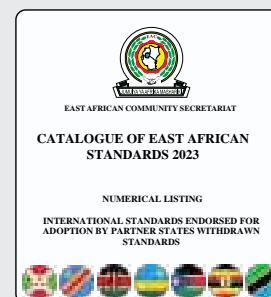 EAST AFRICAN COMMUNITY SECRETARIAT
CATALOGUE OF EAST AFRICAN
STANDARDS 2023
NUMERICAL LISTING
INTERNATIONAL STANDARDS ENDORSED FOR
ADOPTION BY PARTNER STATES WITHDRAWN
STANDARDS